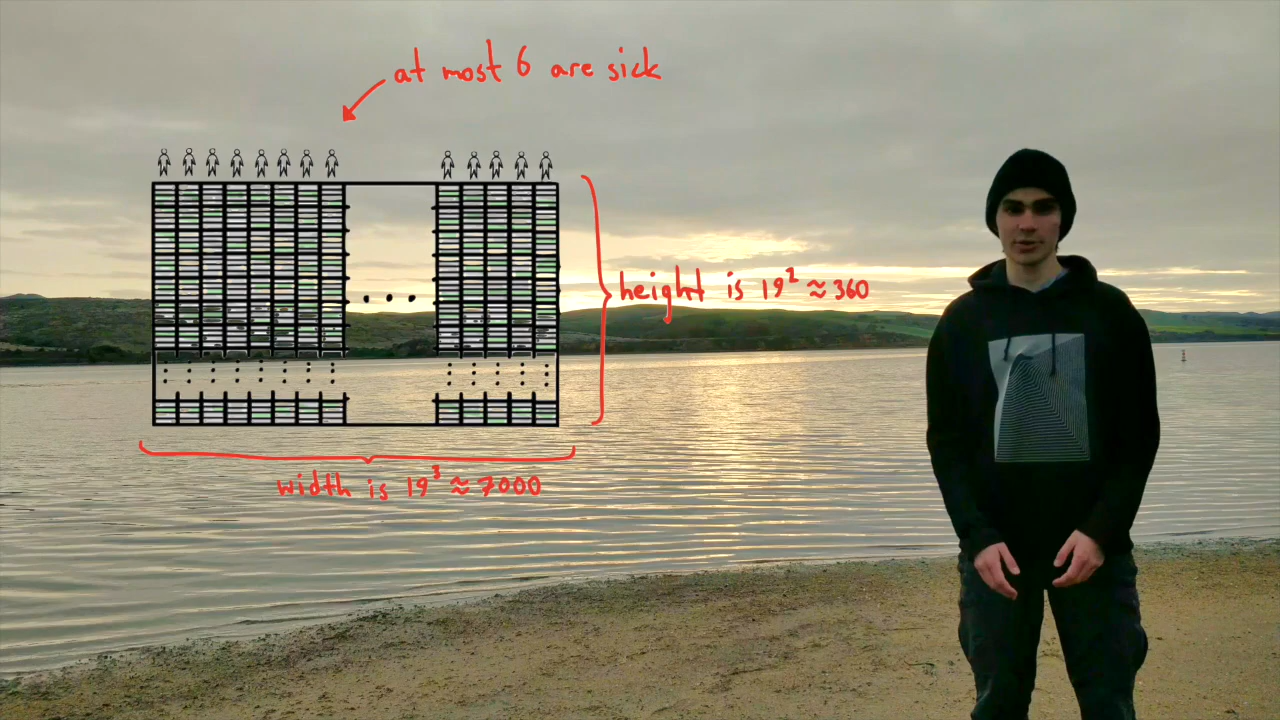 at most 6 are sick
height is 19² ≈ 360
width is 19³ ≈ 7000